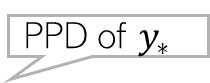 PPD of y*